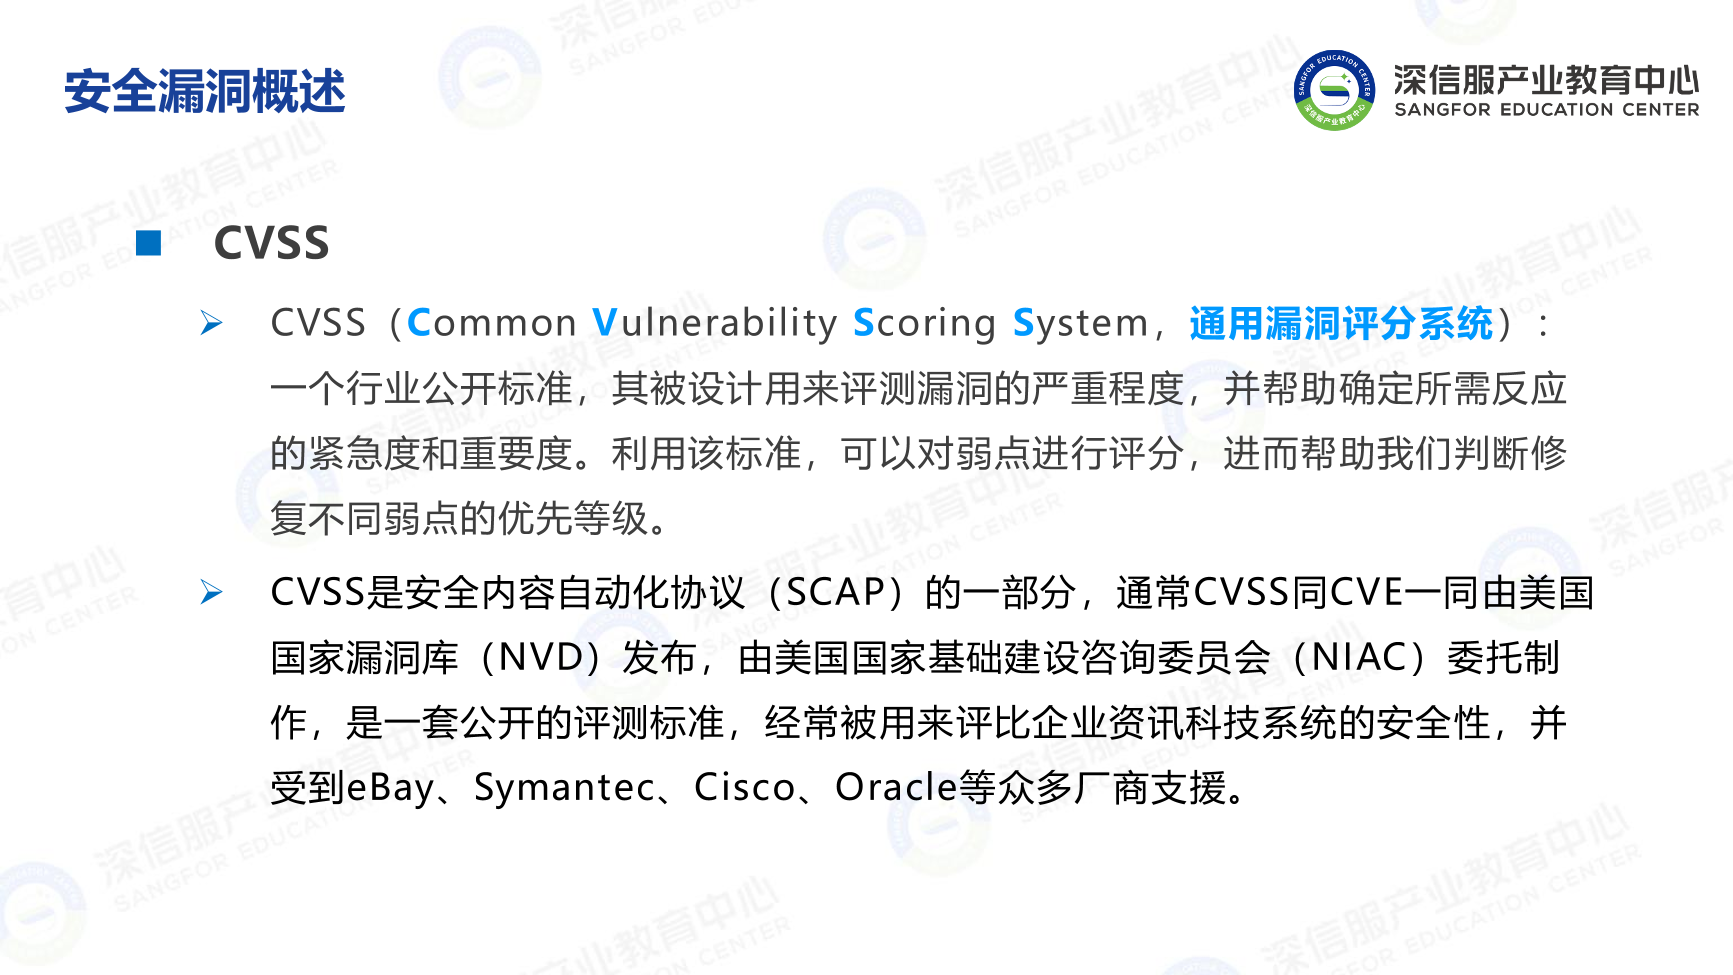 安全漏洞概述
深信服产业教育中心
SANGFOR EDUCATION CENTER
CVSS
CVSS（Common Vulnerability Scoring System，通用漏洞评分系统）：
一个行业公开标准，其被设计用来评测漏洞的严重程度，并帮助确定所需反应
的紧急度和重要度。利用该标准，可以对弱点进行评分，进而帮助我们判断修
复不同弱点的优先等级。
CVSS是安全内容自动化协议（SCAP）的一部分，通常CVSS同CVE一同由美国
国家漏洞库（NVD）发布，由美国国家基础建设咨询委员会（NIAC）委托制
作，是一套公开的评测标准，经常被用来评比企业资讯科技系统的安全性，并
受到eBay、Symantec、Cisco、Oracle等众多厂商支援。